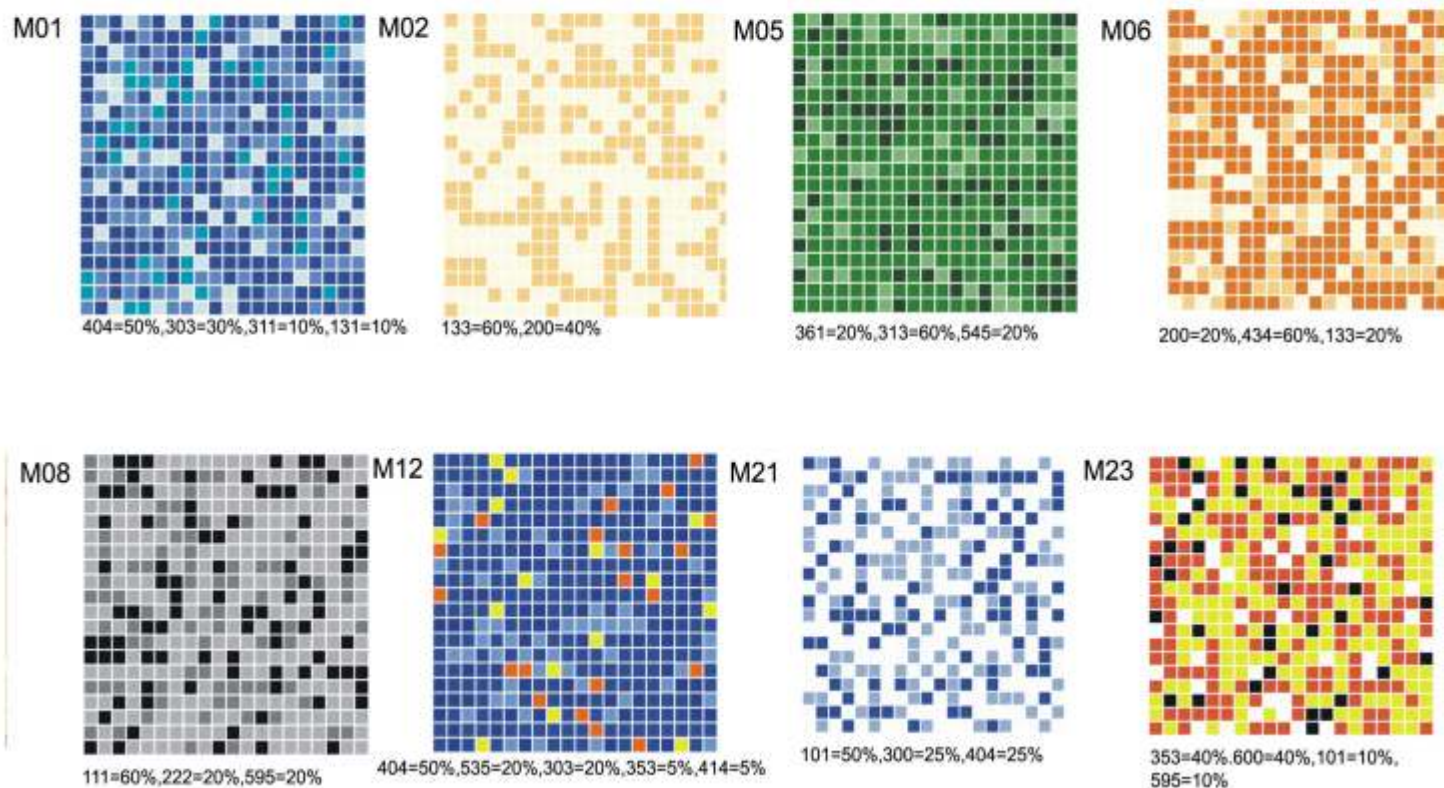 M01
404=50%,303=30%,311=10%,131=10%
M02
133=60%,200=40%
M05
361=20%,313=60%,545=20%
M06
200=20%,434=60%,133=20%
M08
111=60%,222=20%,595=20%
M12
404=50%,535=20%,303=20%,353=5%,414=5%
M21
101=50%,300=25%,404=25%
M23
353=40%.600=40%,101=10%,
595=10%